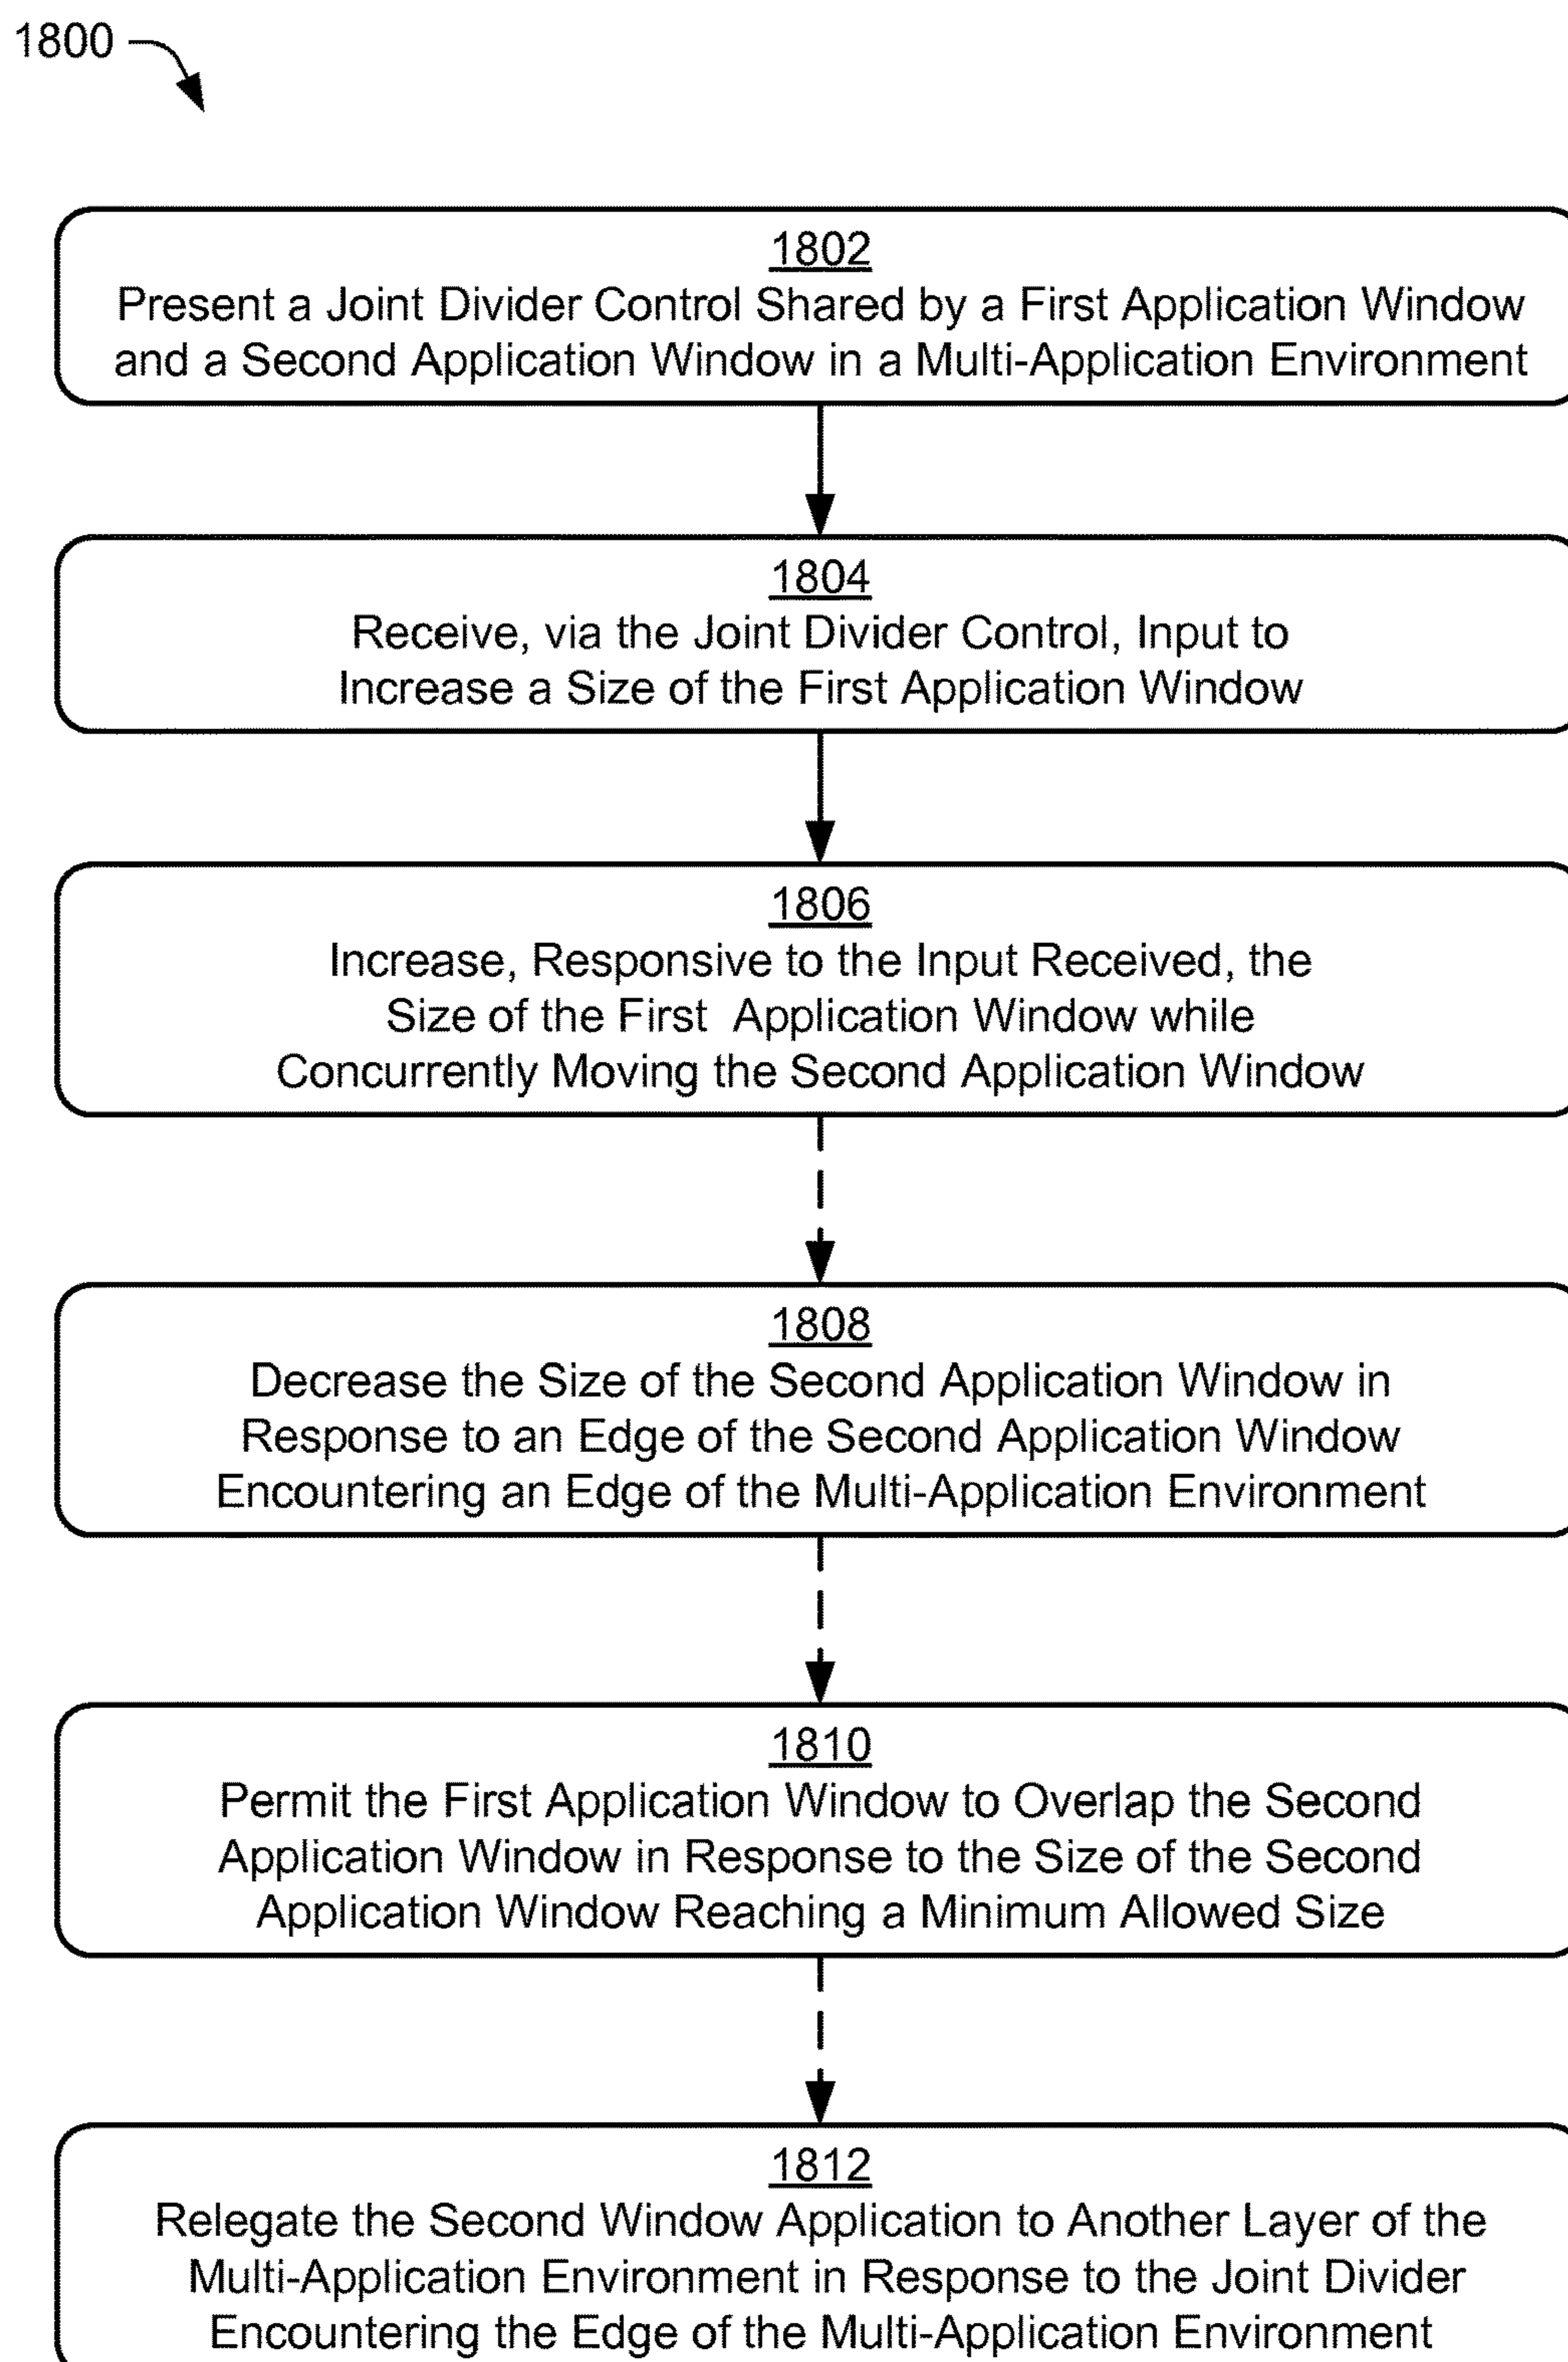 1800
1802
Present a Joint Divider Control Shared by a First Application Window
and a Second Application Window in a Multi-Application Environment
1804
Receive, via the Joint Divider Control, Input to
Increase a Size of the First Application Window
1806
Increase, Responsive to the Input Received, the
Size of the First Application Window while
Concurrently Moving the Second Application Window
1808
Decrease the Size of the Second Application Window in
Response to an Edge of the Second Application Window
Encountering an Edge of the Multi-Application Environment
1810
Permit the First Application Window to Overlap the Second
Application Window in Response to the Size of the Second
Application Window Reaching a Minimum Allowed Size
1812
Relegate the Second Window Application to Another Layer of the
Multi-Application Environment in Response to the Joint Divider
Encountering the Edge of the Multi-Application Environment